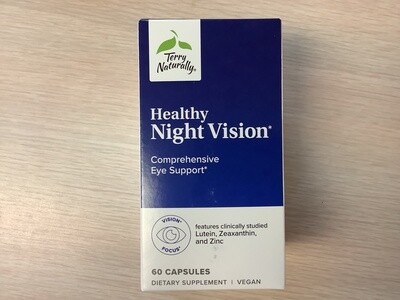 Terry
Naturally®
Healthy
Night Vision®
Comprehensive
Eye Support*
VISION+
FOCUS*
features clinically studied
Lutein, Zeaxanthin,
and Zinc
60 CAPSULES
DIETARY SUPPLEMENT | VEGAN